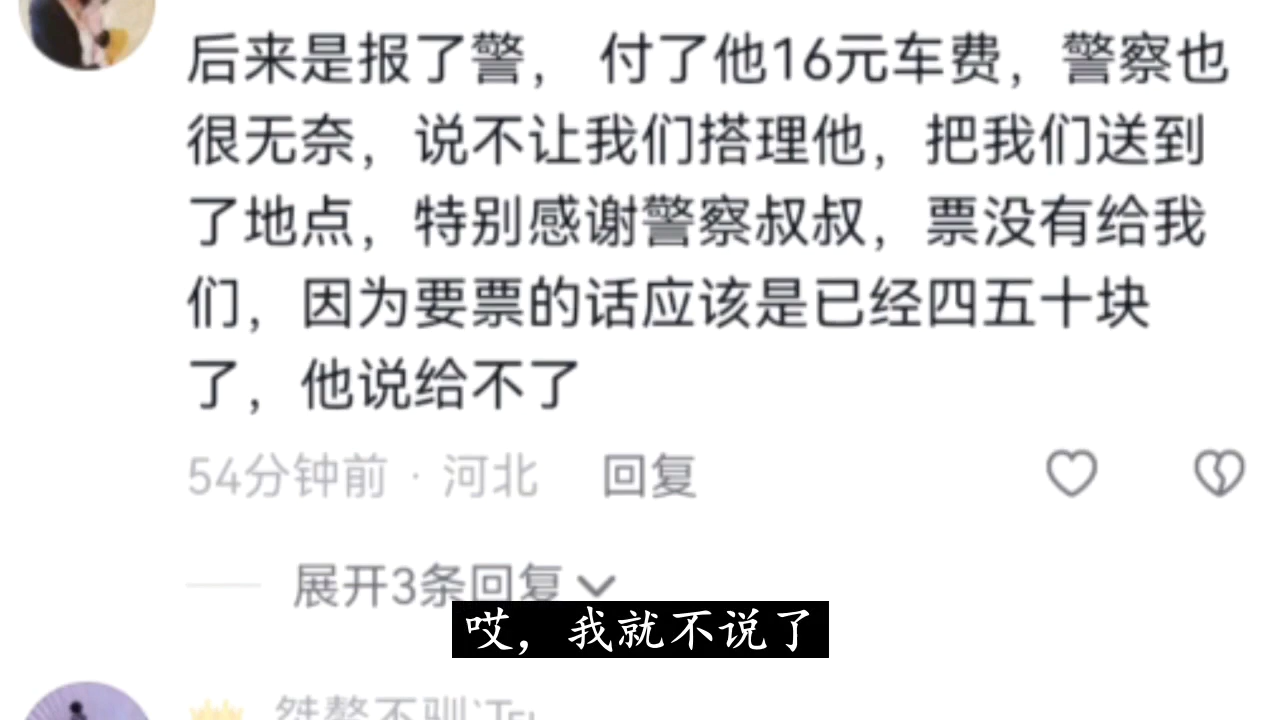 后来是报了警， 付了他16元车费，警察也
很无奈，说不让我们搭理他，把我们送到
了地点，特别感谢警察叔叔，票没有给我
们，因为要票的话应该是已经四五十块
了，他说给不了
54分钟前 · 河北 回复
展开3条回复
哎，我就不说了